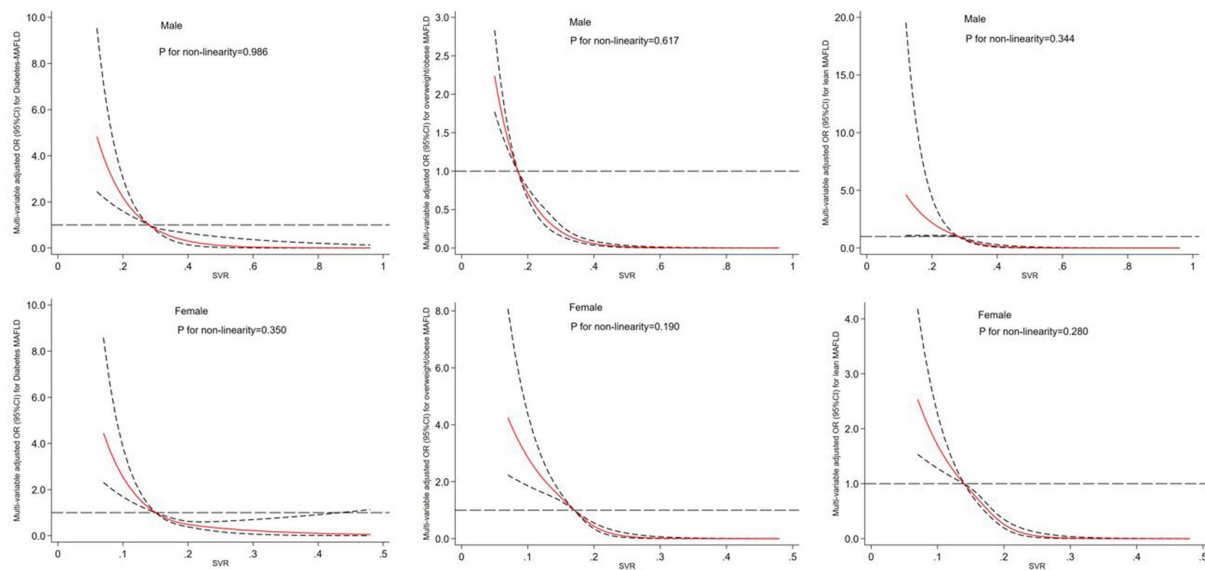 Male
P for non-linearity=0.986
Multi-variable adjusted OR (95%CI) for Diabetes-MAFLD
10.0
8.0
6.0
4.0
2.0
0.0
0 .2 .4 .6 .8 1
SVR
Male
P for non-linearity=0.617
Multi-variable adjusted OR (95%CI) for overweight/obese MAFLD
3.0
2.5
2.0
1.5
1.0
0.5
0.0
0 .2 .4 .6 .8 1
SVR
Male
P for non-linearity=0.344
Multi-variable adjusted OR (95%CI) for lean MAFLD
20.0
15.0
10.0
5.0
0.0
0 .2 .4 .6 .8 1
SVR
Female
P for non-linearity=0.350
Multi-variable adjusted OR (95%CI) for Diabetes MAFLD
10.0
8.0
6.0
4.0
2.0
0.0
0 .1 .2 .3 .4 .5
SVR
Female
P for non-linearity=0.190
Multi-variable adjusted OR (95%CI) for overweight/obese MAFLD
8.0
6.0
4.0
2.0
1.0
0.0
0 .1 .2 .3 .4 .5
SVR
Female
P for non-linearity=0.280
Multi-variable adjusted OR (95%CI) for lean MAFLD
4.0
3.0
2.0
1.0
0.0
0 .1 .2 .3 .4 .5
SVR